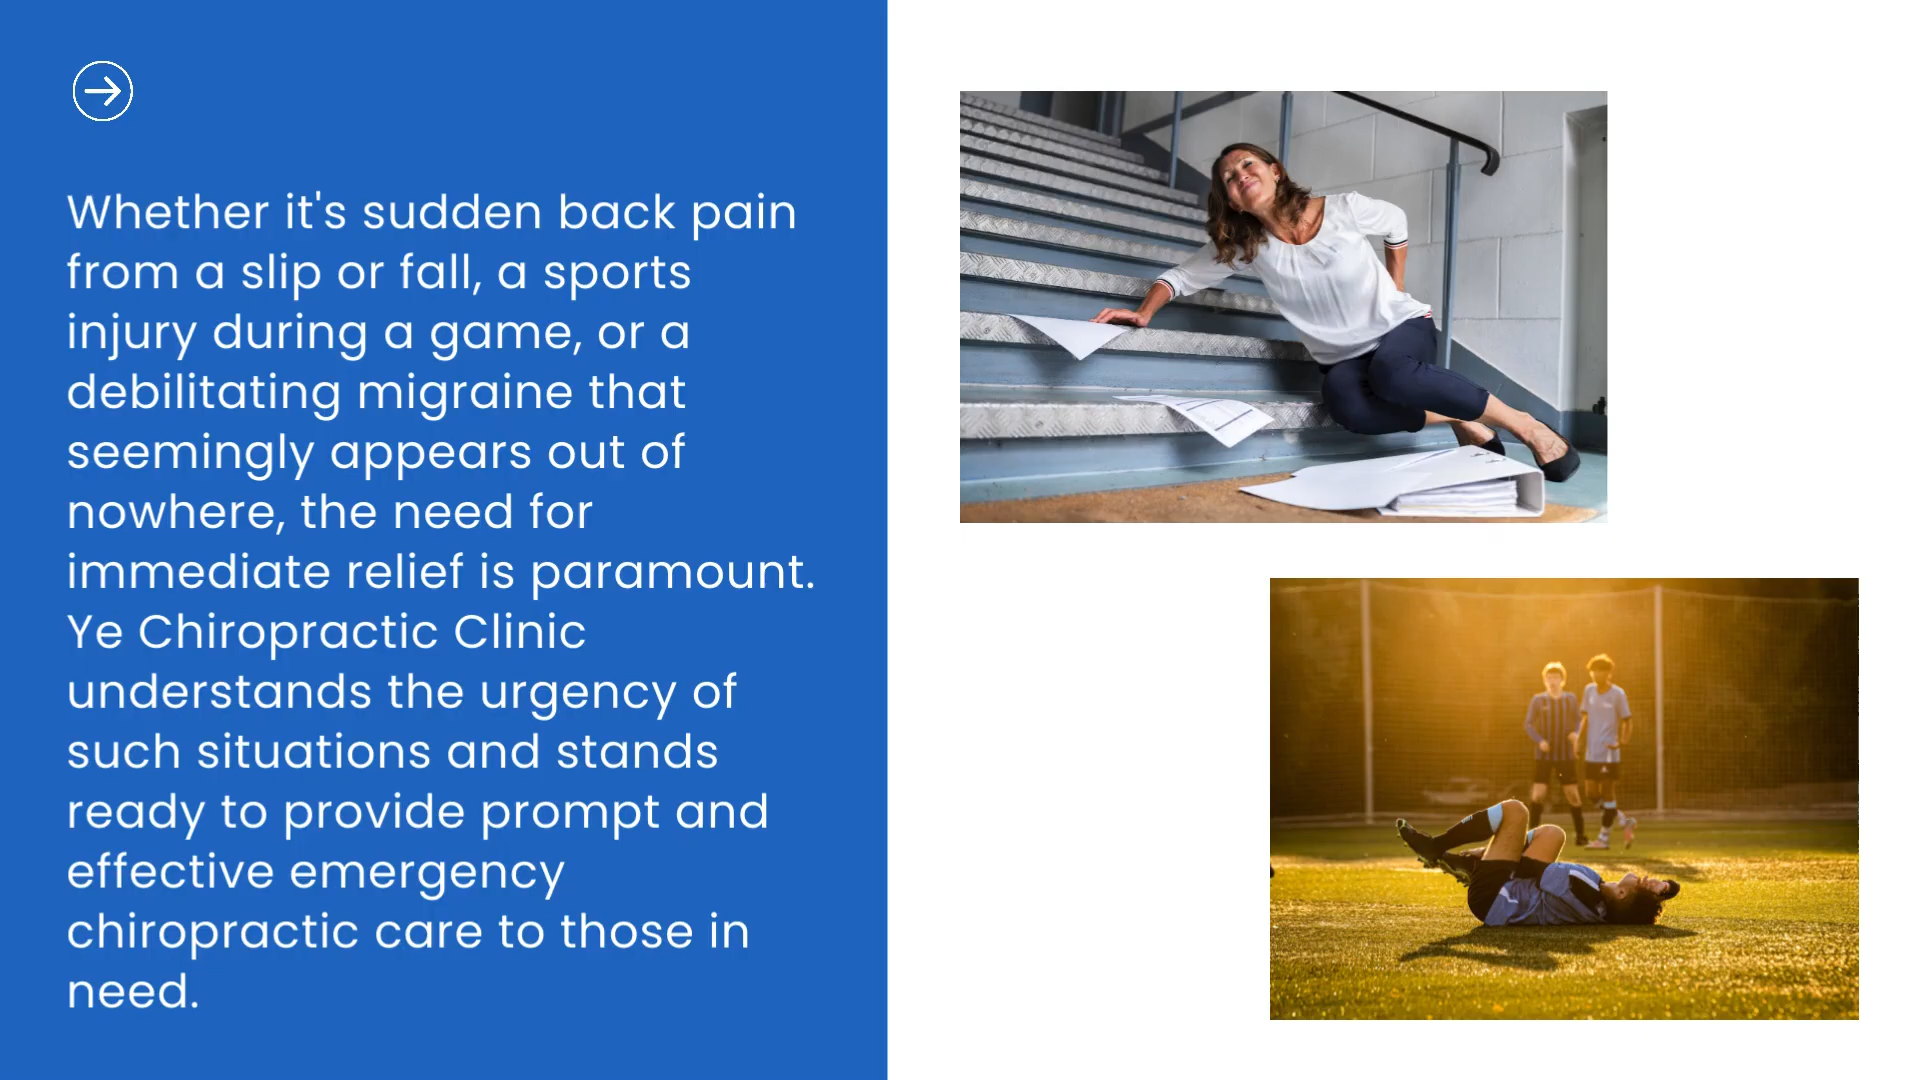 Whether it's sudden back pain
from a slip or fall, a sports
injury during a game, or a
debilitating migraine that
seemingly appears out of
nowhere, the need for
immediate relief is paramount.
Ye Chiropractic Clinic
understands the urgency of
such situations and stands
ready to provide prompt and
effective emergency
chiropractic care to those in
need.